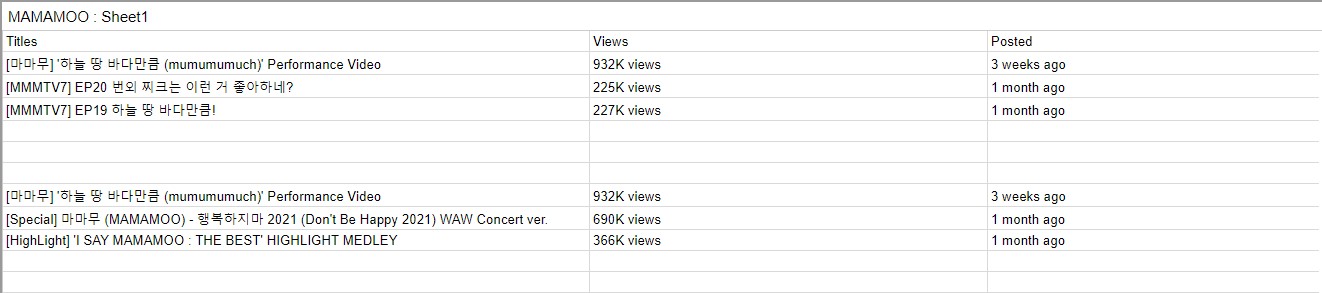 MAMAMOO : Sheet1
Titles Views Posted
[마마무] '하늘 땅 바다만큼 (mumumumuch)' Performance Video 932K views 3 weeks ago
[MMMTV7] EP20 번외 찌크는 이런 거 좋아하네? 225K views 1 month ago
[MMMTV7] EP19 하늘 땅 바다만큼! 227K views 1 month ago
[마마무] '하늘 땅 바다만큼 (mumumumuch)' Performance Video 932K views 3 weeks ago
[Special] 마마무 (MAMAMOO) - 행복하지마 2021 (Don't Be Happy 2021) WAW Concert ver. 690K views 1 month ago
[HighLight] 'I SAY MAMAMOO : THE BEST' HIGHLIGHT MEDLEY 366K views 1 month ago